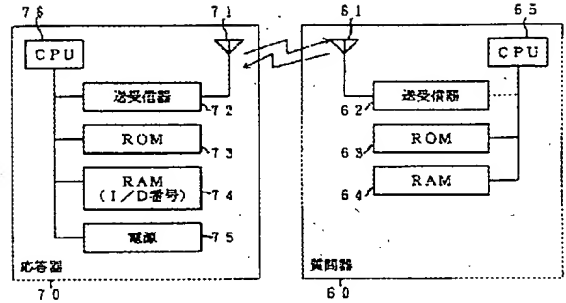 76 71 61 65
CPU CPU
送受信器 72 62 送受信器
ROM 73 63 ROM
RAM
(I/D番号) 74 64 RAM
電源 75
応答器 質問器
70 60